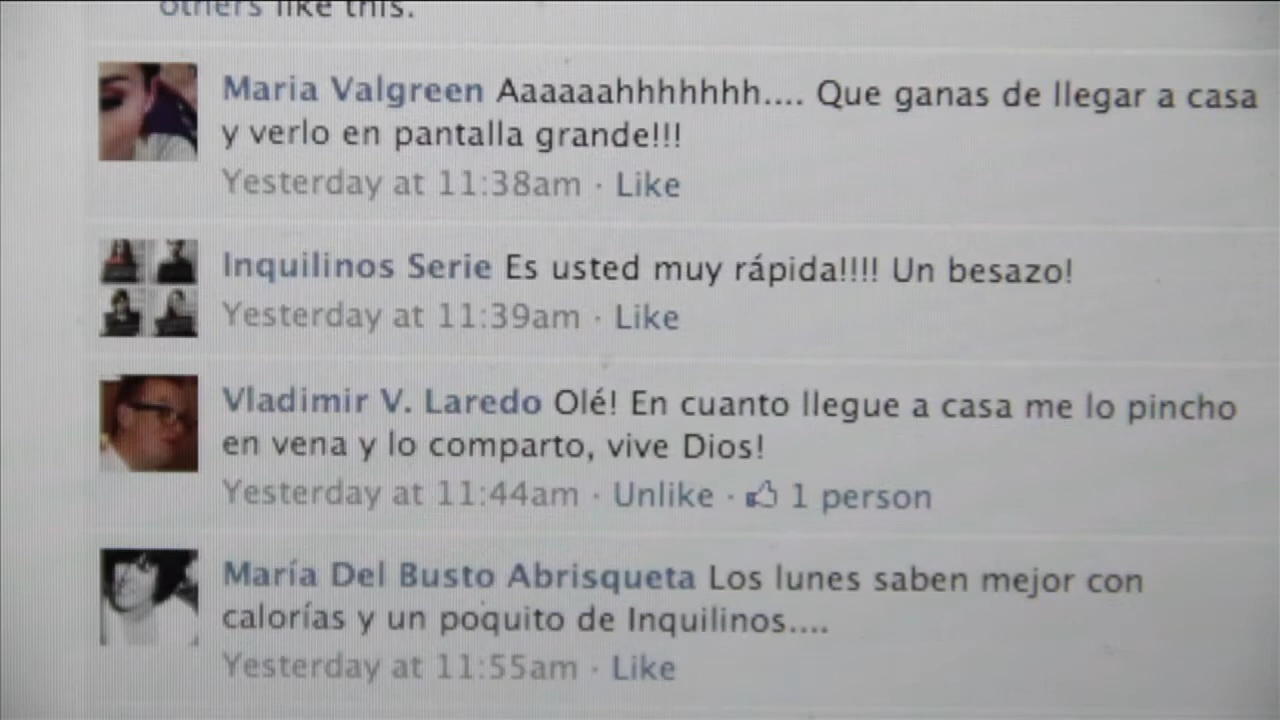 others like this.
Maria Valgreen Aaaaaahhhhhhh.... Que ganas de llegar a casa
y verlo en pantalla grande!!!
Yesterday at 11:38am · Like
Inquilinos Serie Es usted muy rápida!!!! Un besazo!
Yesterday at 11:39am · Like
Vladimir V. Laredo Olé! En cuanto llegue a casa me lo pincho
en vena y lo comparto, vive Dios!
Yesterday at 11:44am · Unlike · 1 person
María Del Busto Abrisqueta Los lunes saben mejor con
calorías y un poquito de Inquilinos....
Yesterday at 11:55am · Like